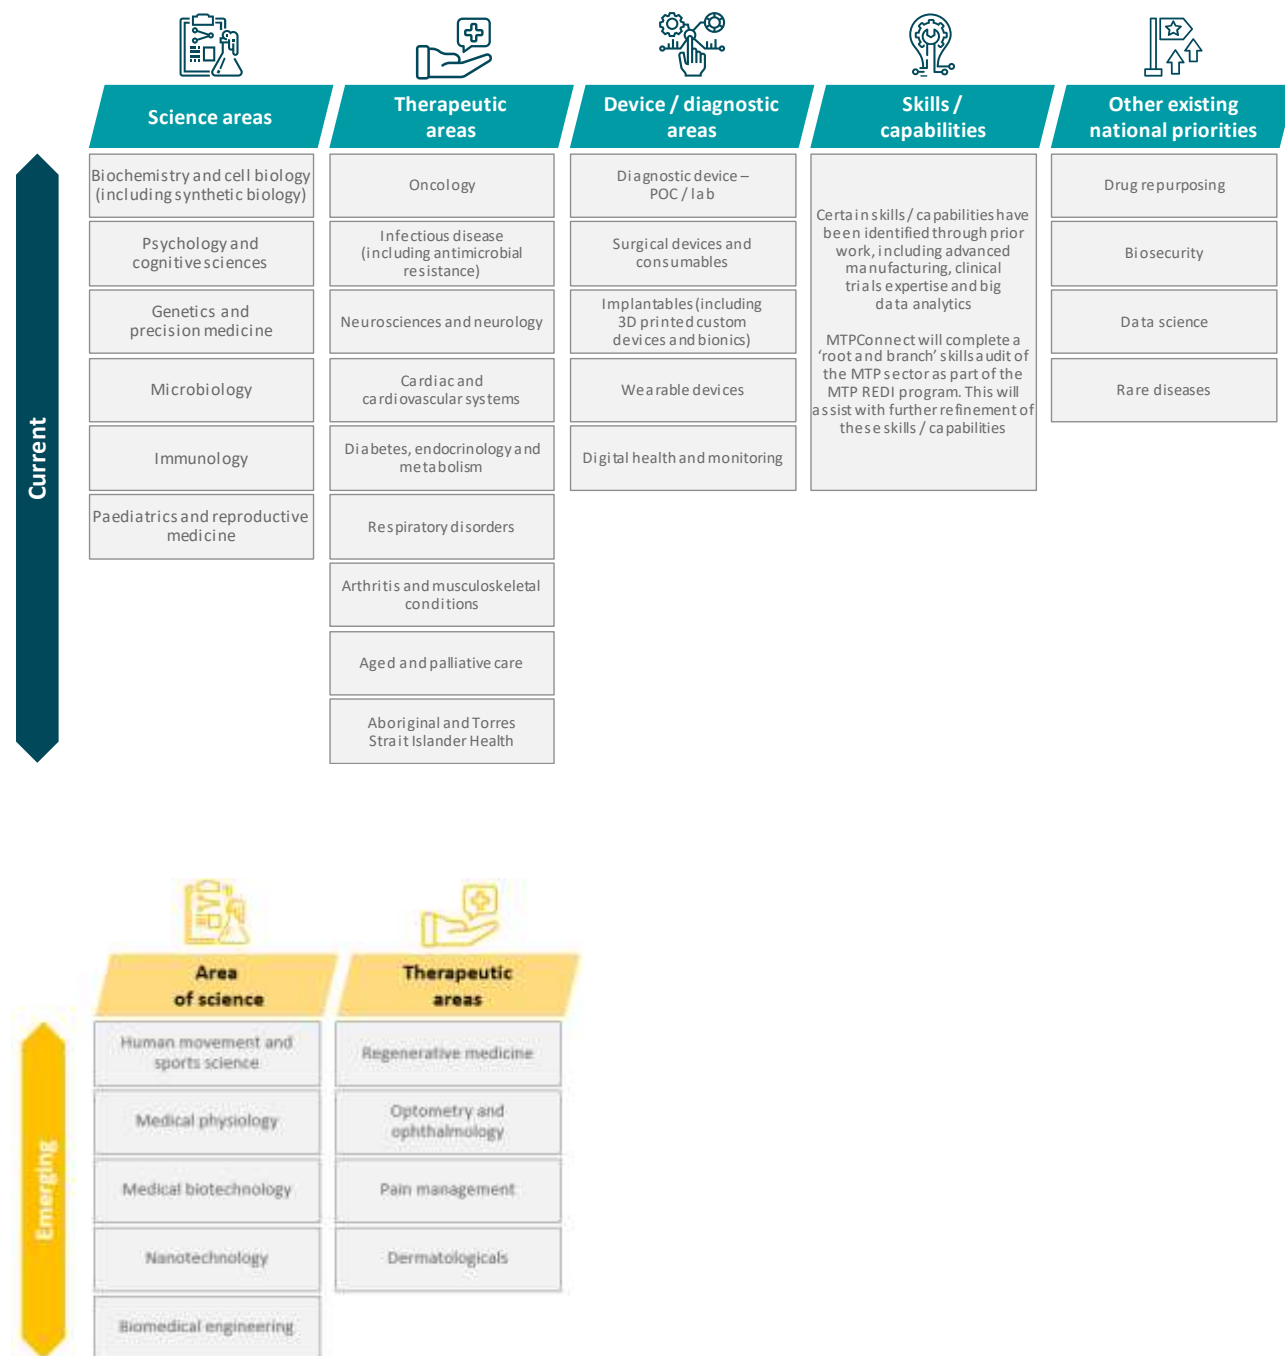 Science areas
Therapeutic
areas
Device / diagnostic
areas
Skills /
capabilities
Other existing
national priorities
Current
Biochemistry and cell biology
(including synthetic biology)
Psychology and
cognitive sciences
Genetics and
precision medicine
Microbiology
Immunology
Paediatrics and reproductive
medicine
Oncology
Infectious disease
(including antimicrobial
resistance)
Neurosciences and neurology
Cardiac and
cardiovascular systems
Diabetes, endocrinology and
metabolism
Respiratory disorders
Arthritis and musculoskeletal
conditions
Aged and palliative care
Aboriginal and Torres
Strait Islander Health
Diagnostic device –
POC / lab
Surgical devices and
consumables
Implantables (including
3D printed custom
devices and bionics)
Wearable devices
Digital health and monitoring
Certain skills / capabilities have
been identified through prior
work, including advanced
manufacturing, clinical
trials expertise and big
data analytics
MTPConnect will complete a
‘root and branch’ skills audit of
the MTP sector as part of the
MTP REDI program. This will
assist with further refinement of
these skills / capabilities
Drug repurposing
Biosecurity
Data science
Rare diseases
Area
of science
Therapeutic
areas
Emerging
Human movement and
sports science
Medical physiology
Medical biotechnology
Nanotechnology
Biomedical engineering
Regenerative medicine
Optometry and
ophthalmology
Pain management
Dermatologicals